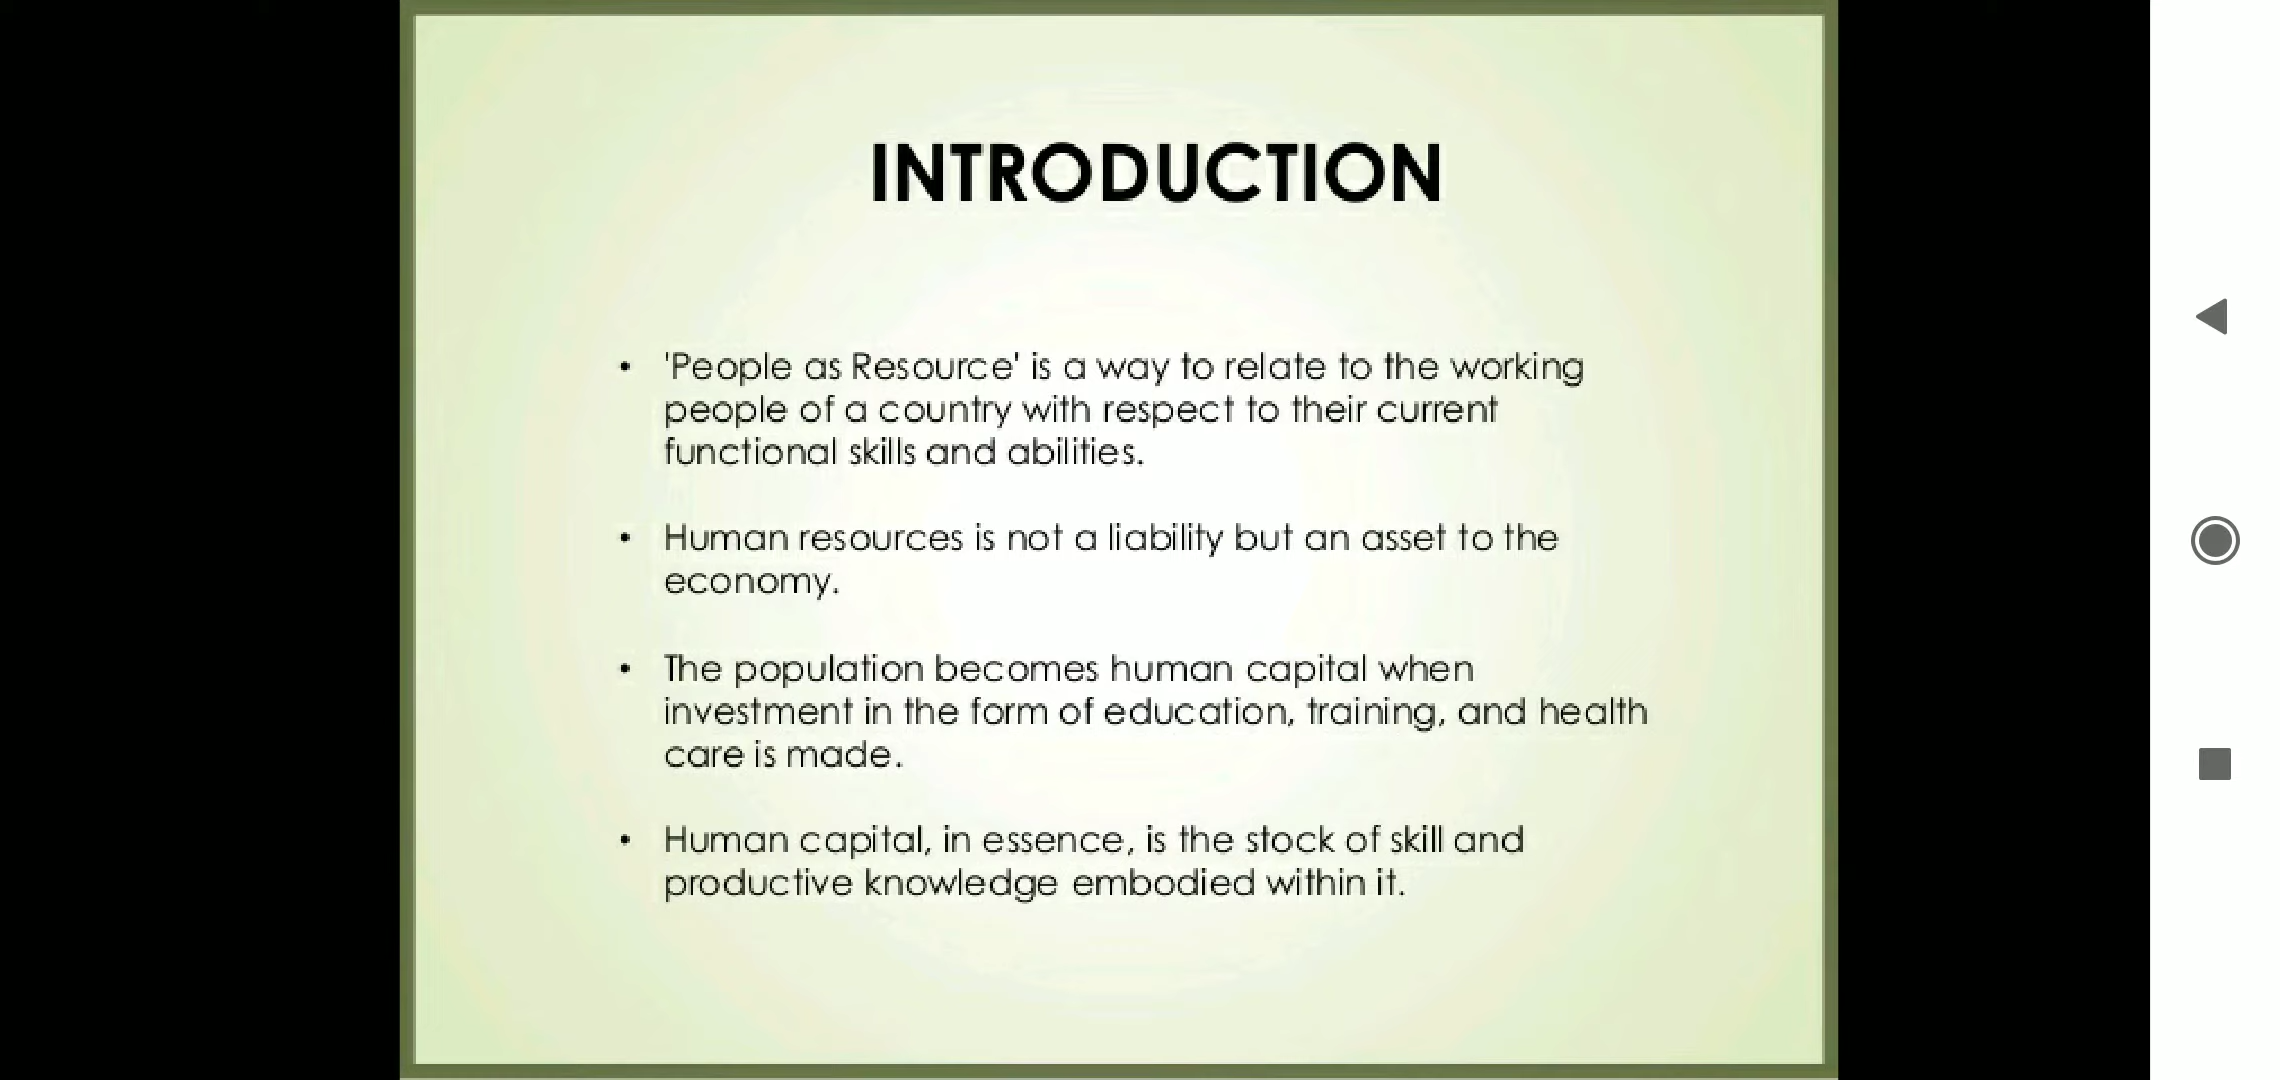 INTRODUCTION
• 'People as Resource' is a way to relate to the working
people of a country with respect to their current
functional skills and abilities.
• Human resources is not a liability but an asset to the
economy.
• The population becomes human capital when
investment in the form of education, training, and health
care is made.
• Human capital, in essence, is the stock of skill and
productive knowledge embodied within it.